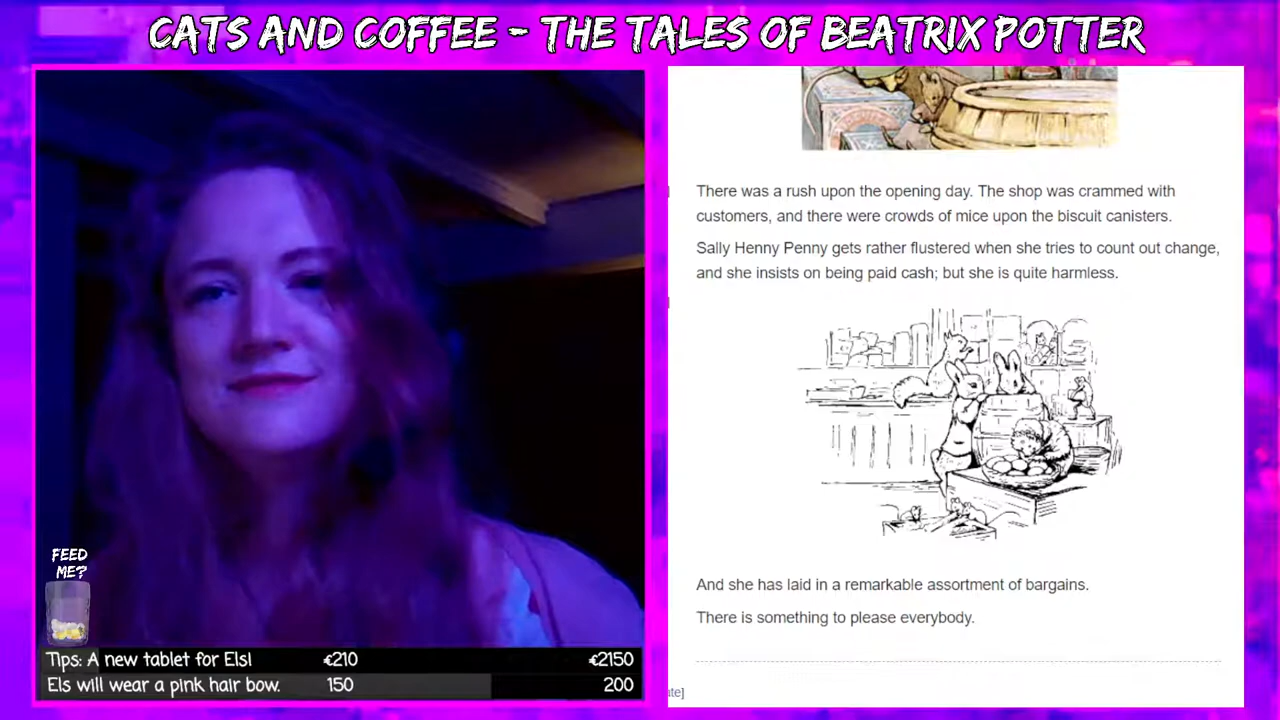 CATS AND COFFEE - THE TALES OF BEATRIX POTTER
There was a rush upon the opening day. The shop was crammed with
customers, and there were crowds of mice upon the biscuit canisters.
Sally Henny Penny gets rather flustered when she tries to count out change,
and she insists on being paid cash; but she is quite harmless.
And she has laid in a remarkable assortment of bargains.
There is something to please everybody.
FEED
ME?
Tips: A new tablet for Els! €210 €2150
Els will wear a pink hair bow. 150 200